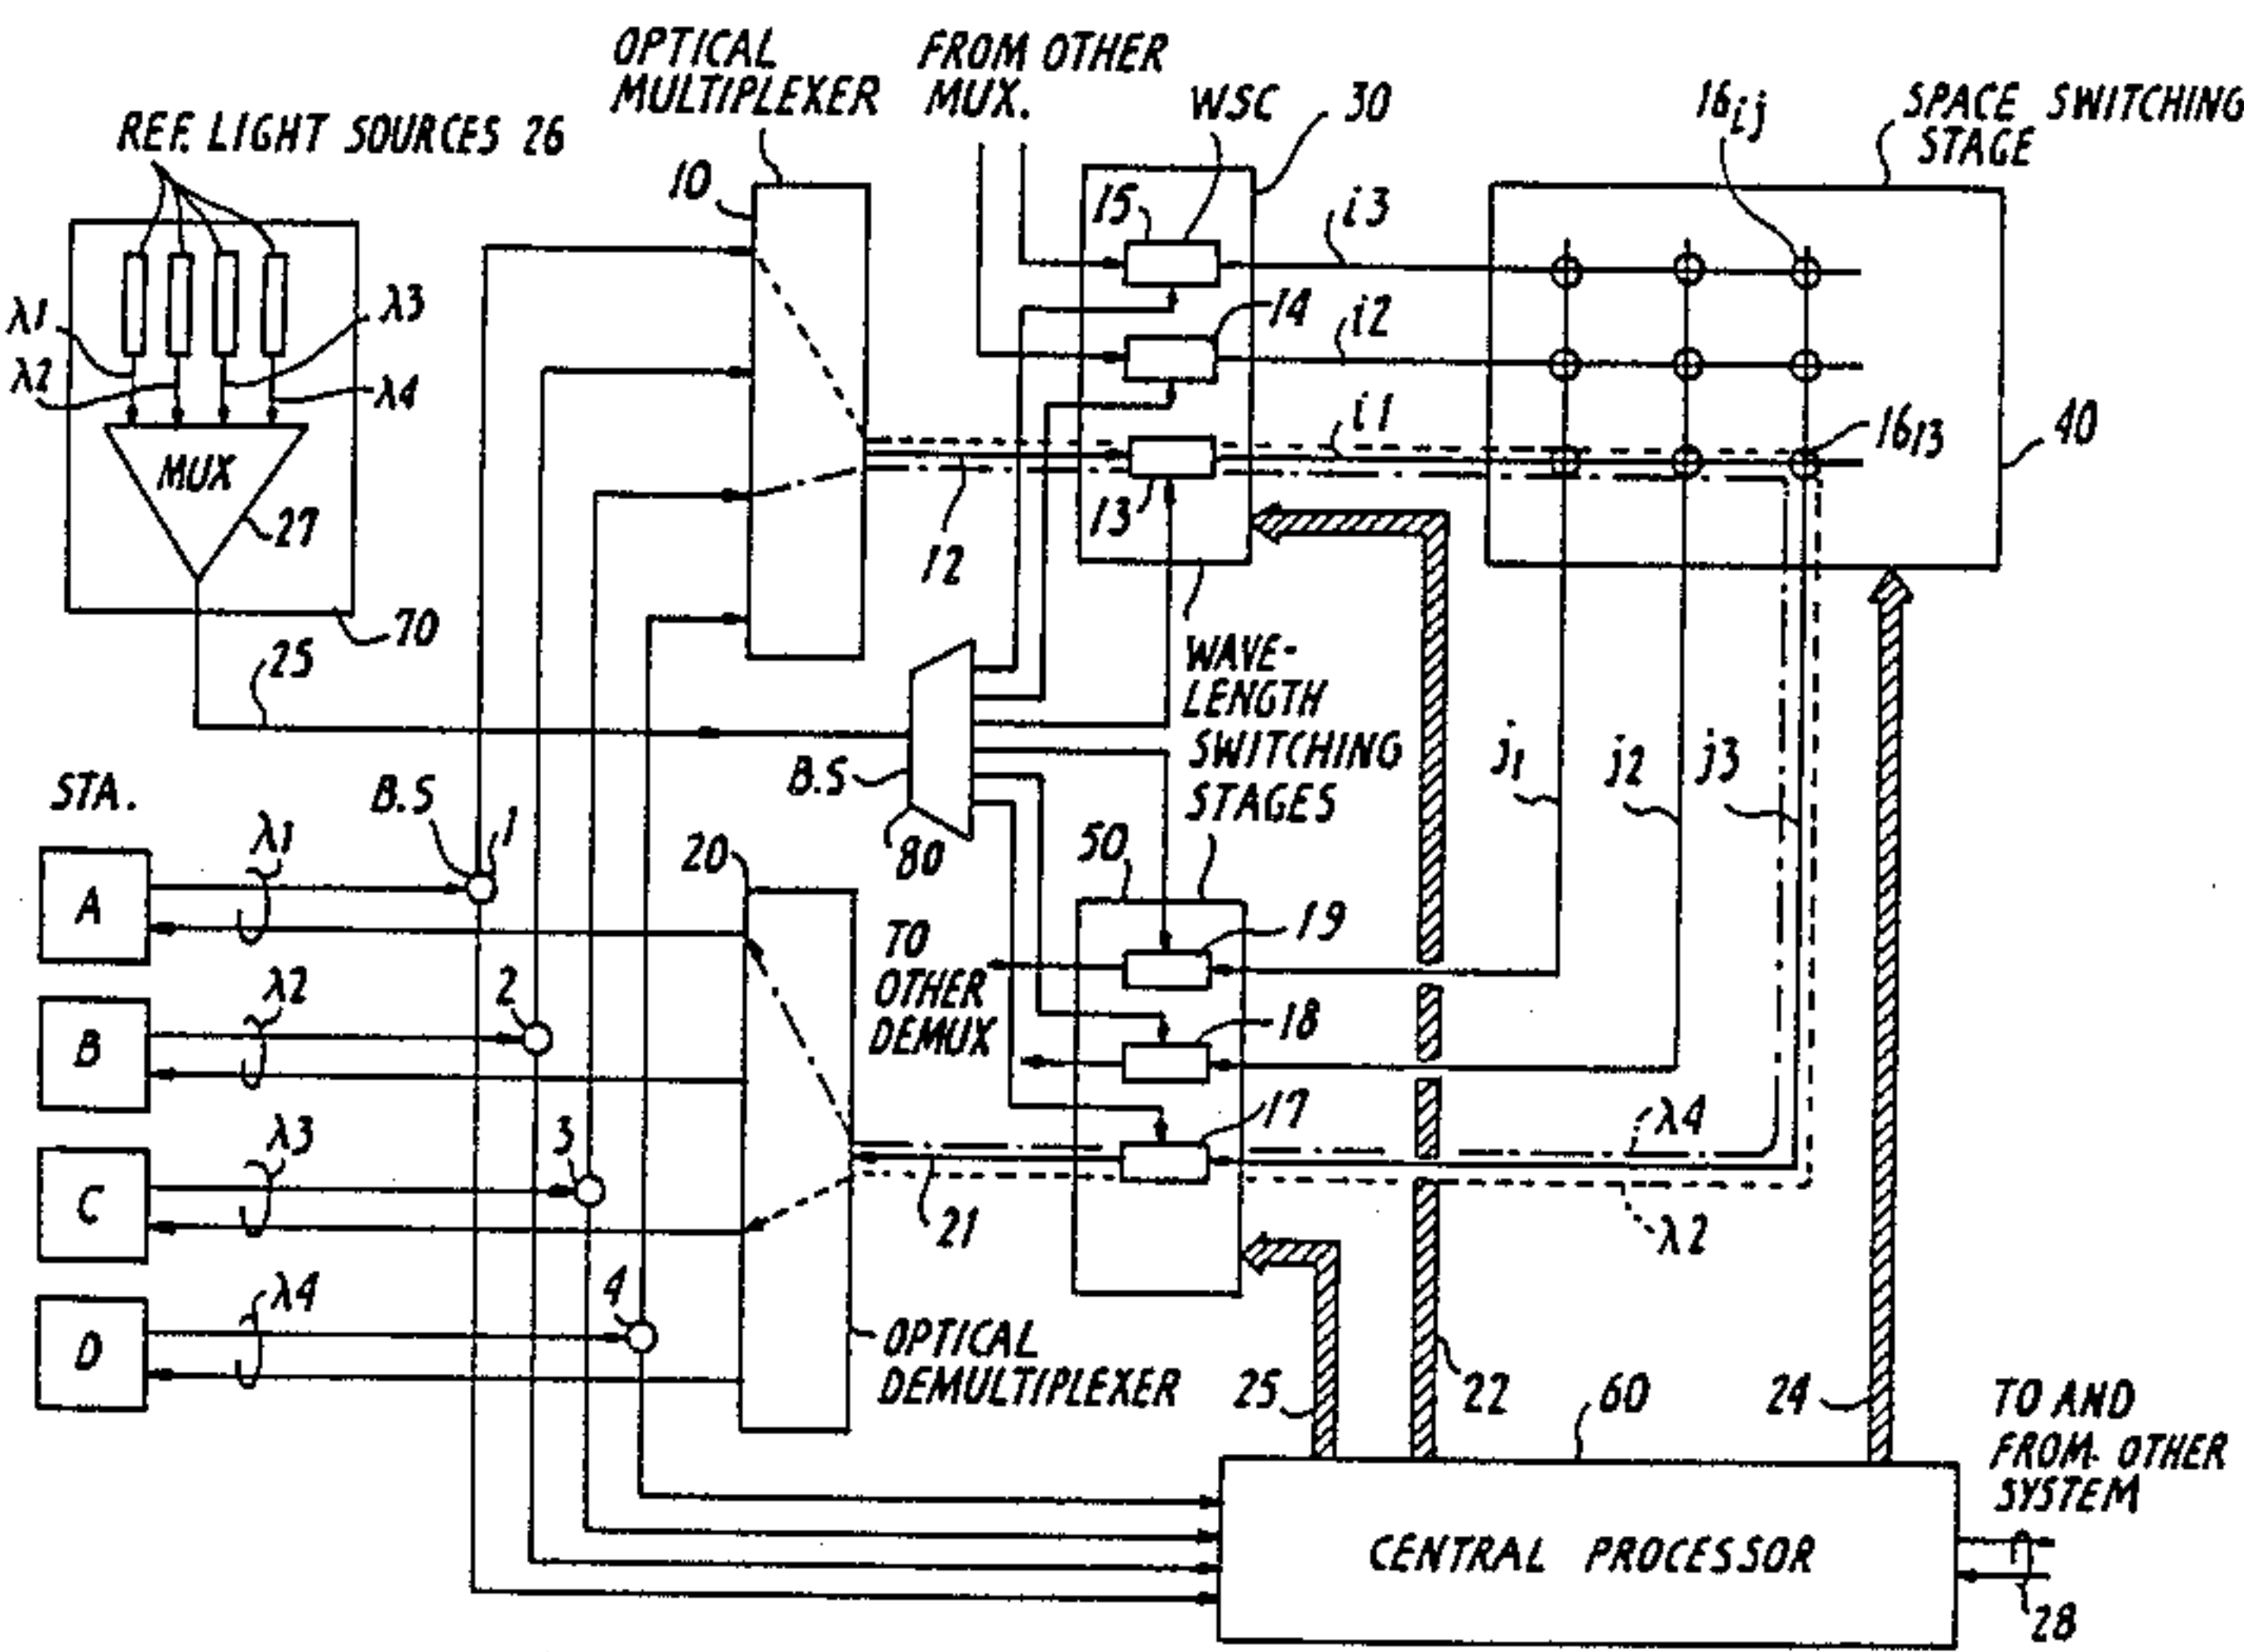 OPTICAL
MULTIPLEXER
FROM OTHER
MUX.
WSC
30
16ij
SPACE SWITCHING
STAGE
REF. LIGHT SOURCES 26
10
15
i3
λ1
λ3
14
i2
λ2
λ4
MUX
i1
1613
40
27
13
12
70
25
WAVE-
LENGTH
SWITCHING
STAGES
B.S
80
j1
j2
j3
STA.
B.S
1
A
λ1
20
50
19
TO
OTHER
DEMUX
B
λ2
2
18
17
C
λ3
3
λ4
21
λ2
D
λ4
4
OPTICAL
DEMULTIPLEXER
25
22
60
24
TO AND
FROM OTHER
SYSTEM
CENTRAL PROCESSOR
28